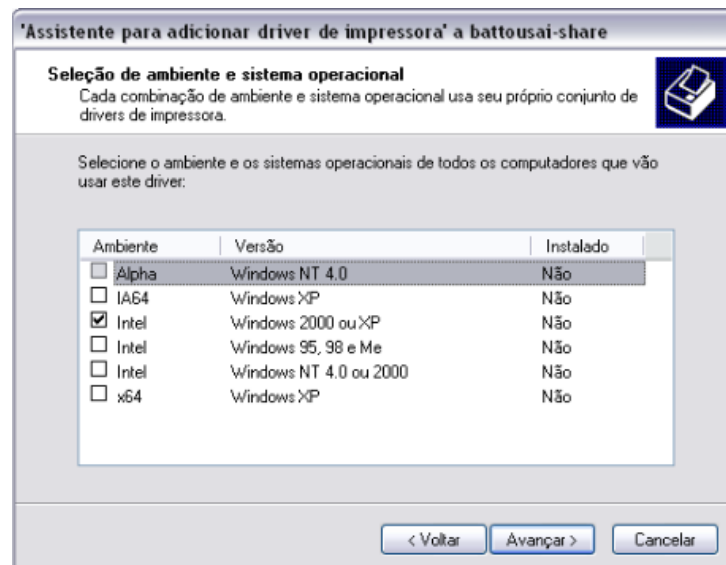 'Assistente para adicionar driver de impressora' a battousai-share
Seleção de ambiente e sistema operacional
Cada combinação de ambiente e sistema operacional usa seu próprio conjunto de
drivers de impressora.
Selecione o ambiente e os sistemas operacionais de todos os computadores que vão
usar este driver:
Ambiente Versão Instalado
Alpha Windows NT 4.0 Não
IA64 Windows XP Não
Intel Windows 2000 ou XP Não
Intel Windows 95, 98 e Me Não
Intel Windows NT 4.0 ou 2000 Não
x64 Windows XP Não
< Voltar Avançar > Cancelar